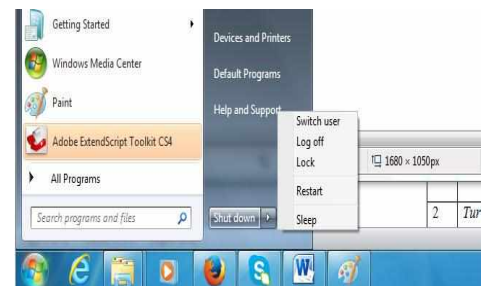 Getting Started
Windows Media Center
Paint
Adobe ExtendScript Toolkit CS4
All Programs
Search programs and files
Devices and Printers
Default Programs
Help and Support
Shut down
Switch user
Log off
Lock
Restart
Sleep
1680 × 1050px
2 Tur